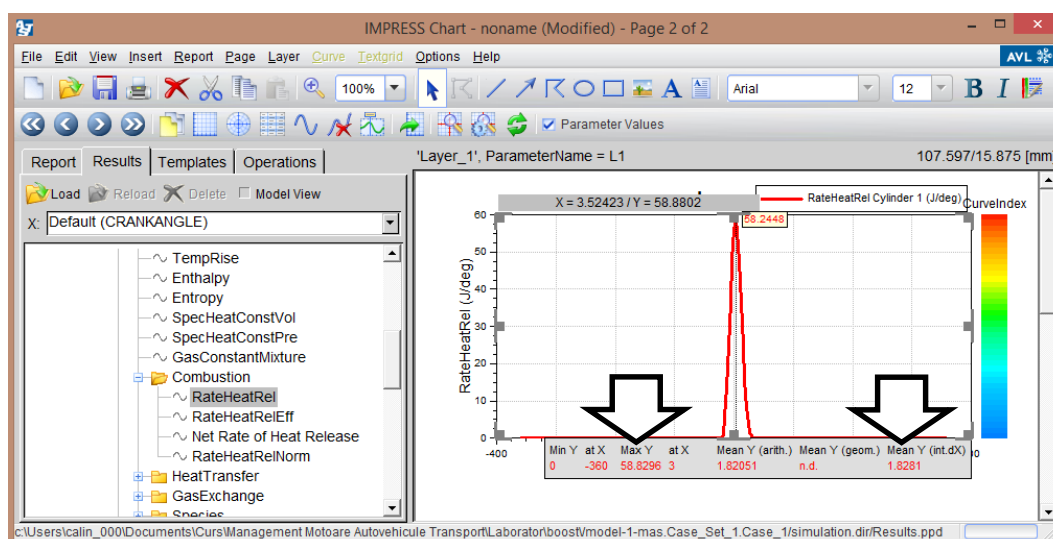 IMPRESS Chart - noname (Modified) - Page 2 of 2
File Edit View Insert Report Page Layer Curve Textgrid Options Help
AVL
100%
A
Arial
12
B I
Parameter Values
Report Results Templates Operations
'Layer_1', ParameterName = L1
107.597/15.875 [mm]
Load Reload Delete Model View
X: Default (CRANKANGLE)
TempRise
Enthalpy
Entropy
SpecHeatConstVol
SpecHeatConstPre
GasConstantMixture
Combustion
RateHeatRel
RateHeatRelEff
Net Rate of Heat Release
RateHeatRelNorm
HeatTransfer
GasExchange
Species
X = 3.52423 / Y = 58.8802
RateHeatRel Cylinder 1 (J/deg)
CurveIndex
58.2448
60
50
40
30
20
10
0
RateHeatRel (J/deg)
-400
Min Y at X Max Y at X Mean Y (arith.) Mean Y (geom.) Mean Y (int.dX)
0 -360 58.8296 3 1.82051 n.d. 1.8281
c:\Users\calin_000\Documents\Curs\Management Motoare Autovehicule Transport\Laborator\boost\model-1-mas.Case_Set_1.Case_1/simulation.dir/Results.ppd